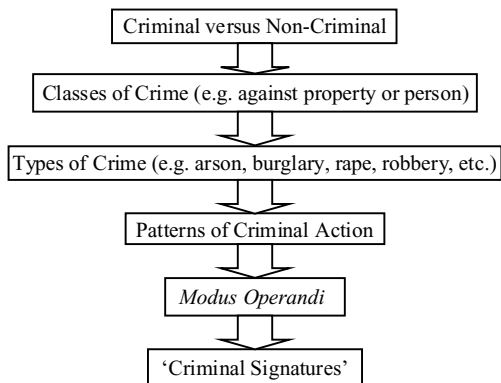 Criminal versus Non-Criminal
Classes of Crime (e.g. against property or person)
Types of Crime (e.g. arson, burglary, rape, robbery, etc.)
Patterns of Criminal Action
Modus Operandi
‘Criminal Signatures’